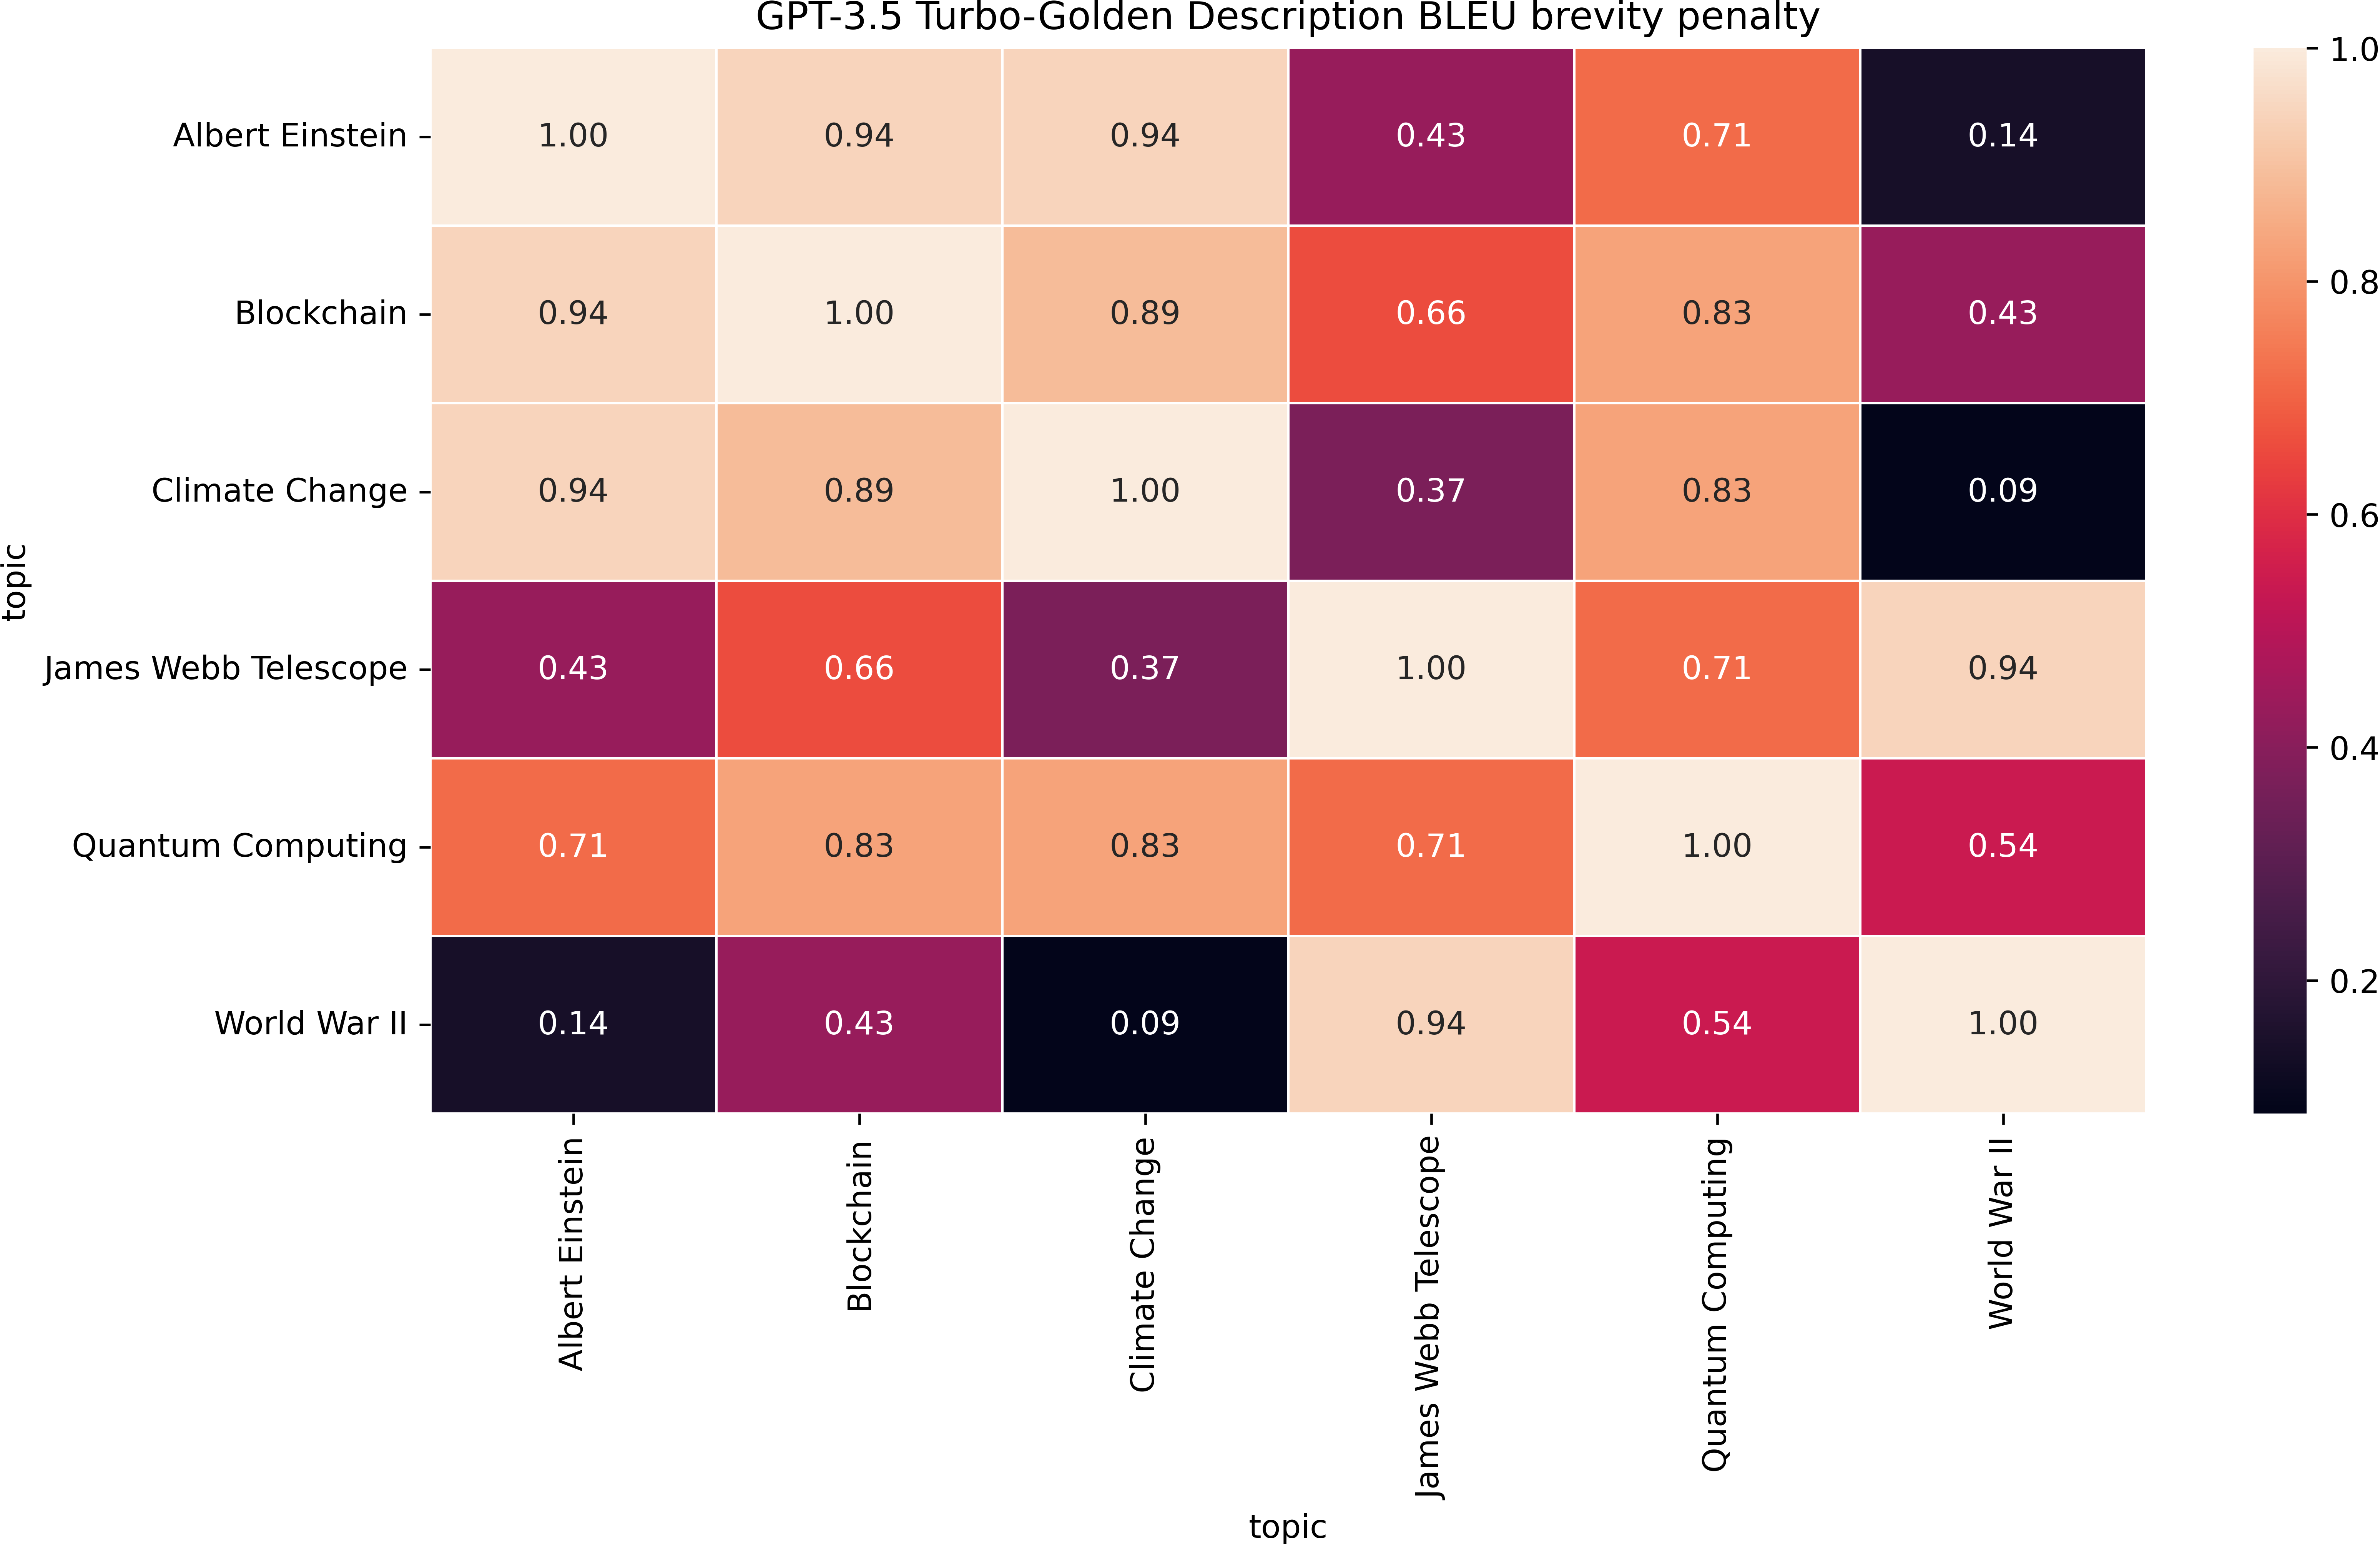 GPT-3.5 Turbo-Golden Description BLEU brevity penalty
1.0
Albert Einstein 1.00 0.94 0.94 0.43 0.71 0.14
0.8
Blockchain 0.94 1.00 0.89 0.66 0.83 0.43
Climate Change 0.94 0.89 1.00 0.37 0.83 0.09
0.6
topic
James Webb Telescope 0.43 0.66 0.37 1.00 0.71 0.94
0.4
Quantum Computing 0.71 0.83 0.83 0.71 1.00 0.54
0.2
World War II 0.14 0.43 0.09 0.94 0.54 1.00
Albert Einstein
Blockchain
Climate Change
James Webb Telescope
Quantum Computing
World War II
topic